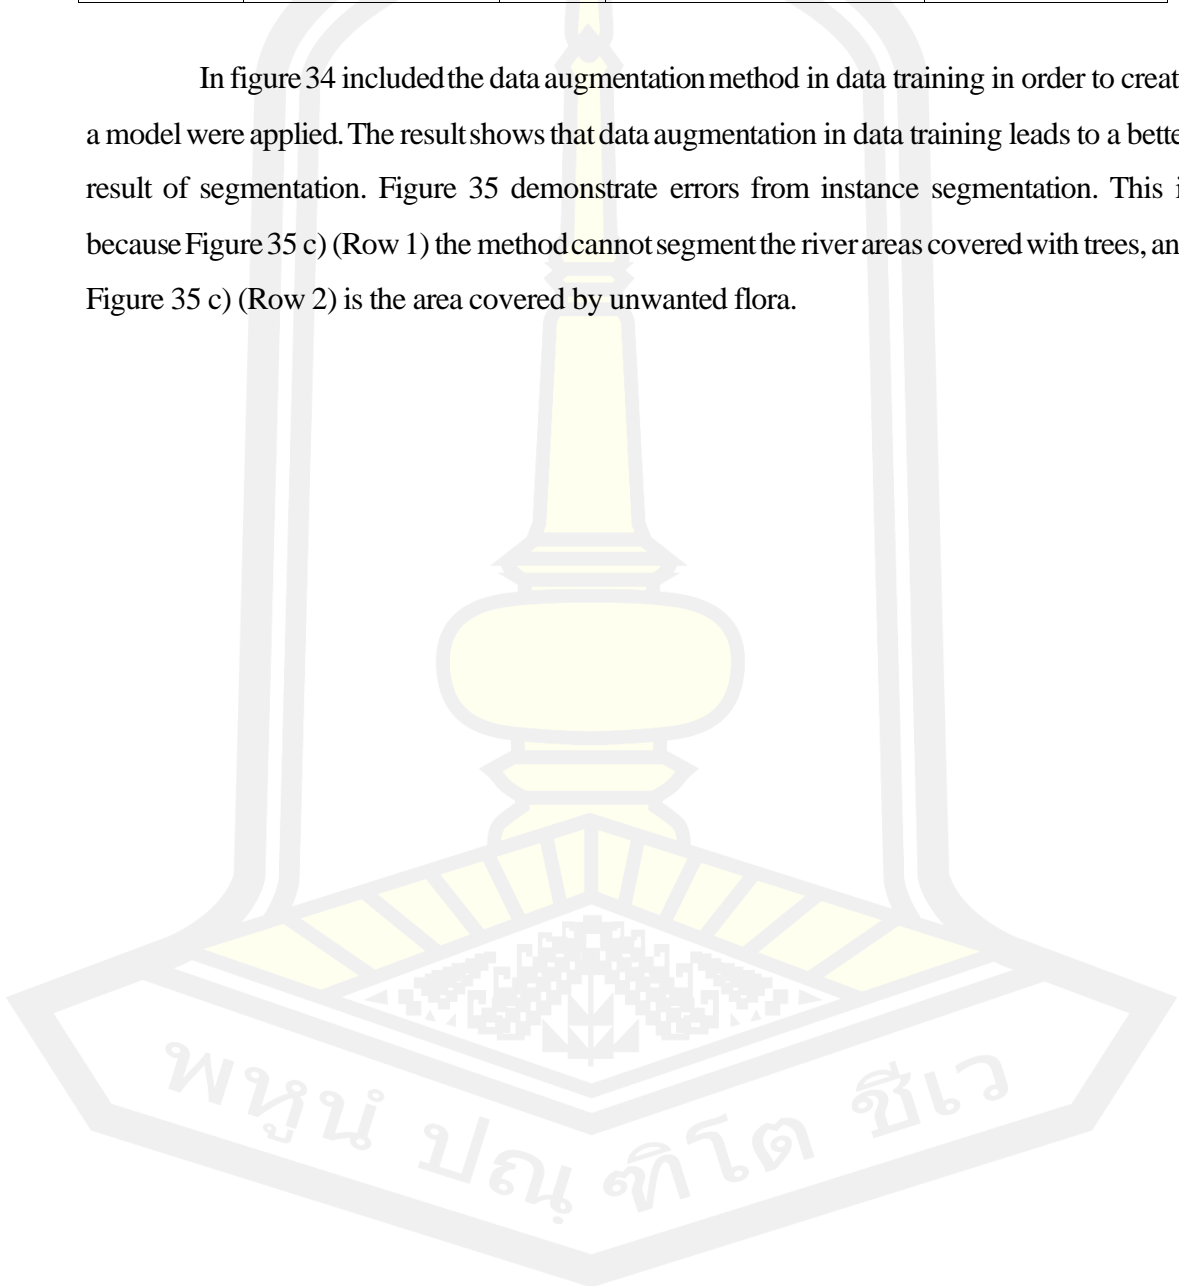 In figure 34 included the data augmentation method in data training in order to creat
a model were applied. The result shows that data augmentation in data training leads to a bette
result of segmentation. Figure 35 demonstrate errors from instance segmentation. This i
because Figure 35 c) (Row 1) the method cannot segment the river areas covered with trees, an
Figure 35 c) (Row 2) is the area covered by unwanted flora.
พหูนํ ปณฺฑิโต ชีเว